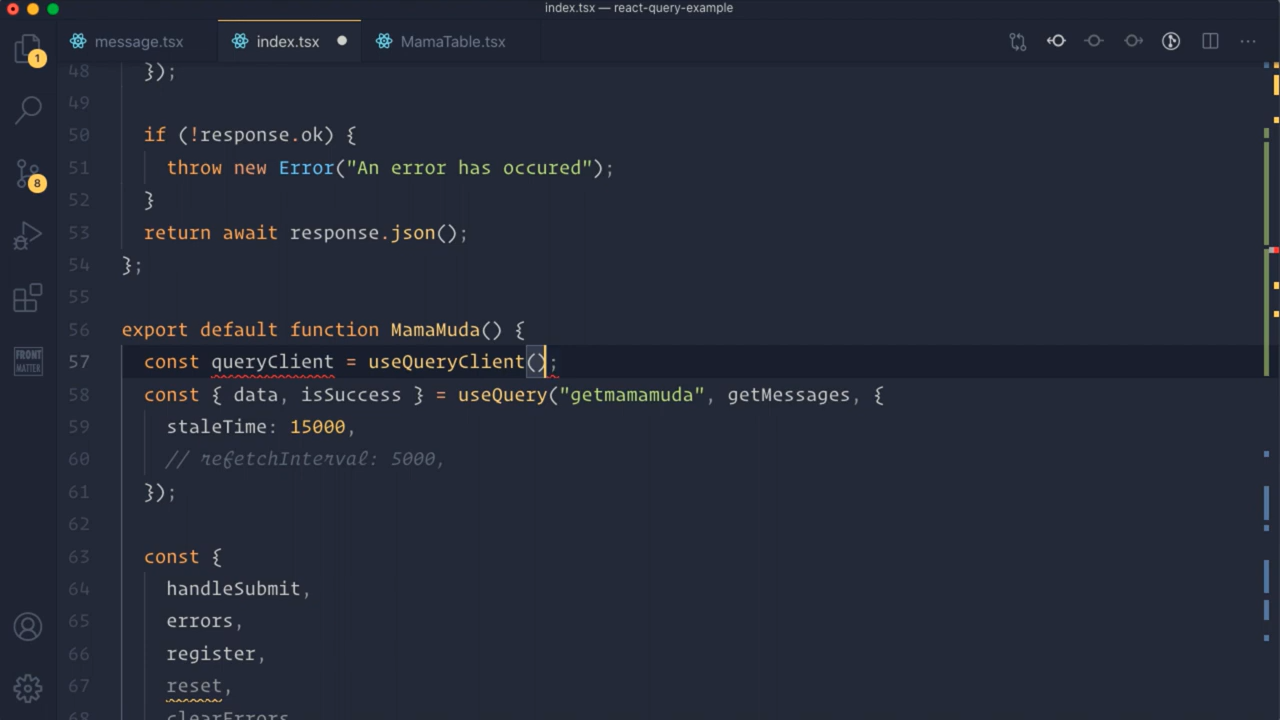 index.tsx — react-query-example
message.tsx index.tsx MamaTable.tsx
1
8
FRONT
MATTER
48 });
49
50 if (!response.ok) {
51 throw new Error("An error has occured");
52 }
53 return await response.json();
54 };
55
56 export default function MamaMuda() {
57 const queryClient = useQueryClient();
58 const { data, isSuccess } = useQuery("getmamamuda", getMessages, {
59 staleTime: 15000,
60 // refetchInterval: 5000,
61 });
62
63 const {
64 handleSubmit,
65 errors,
66 register,
67 reset,
68 clearErrors